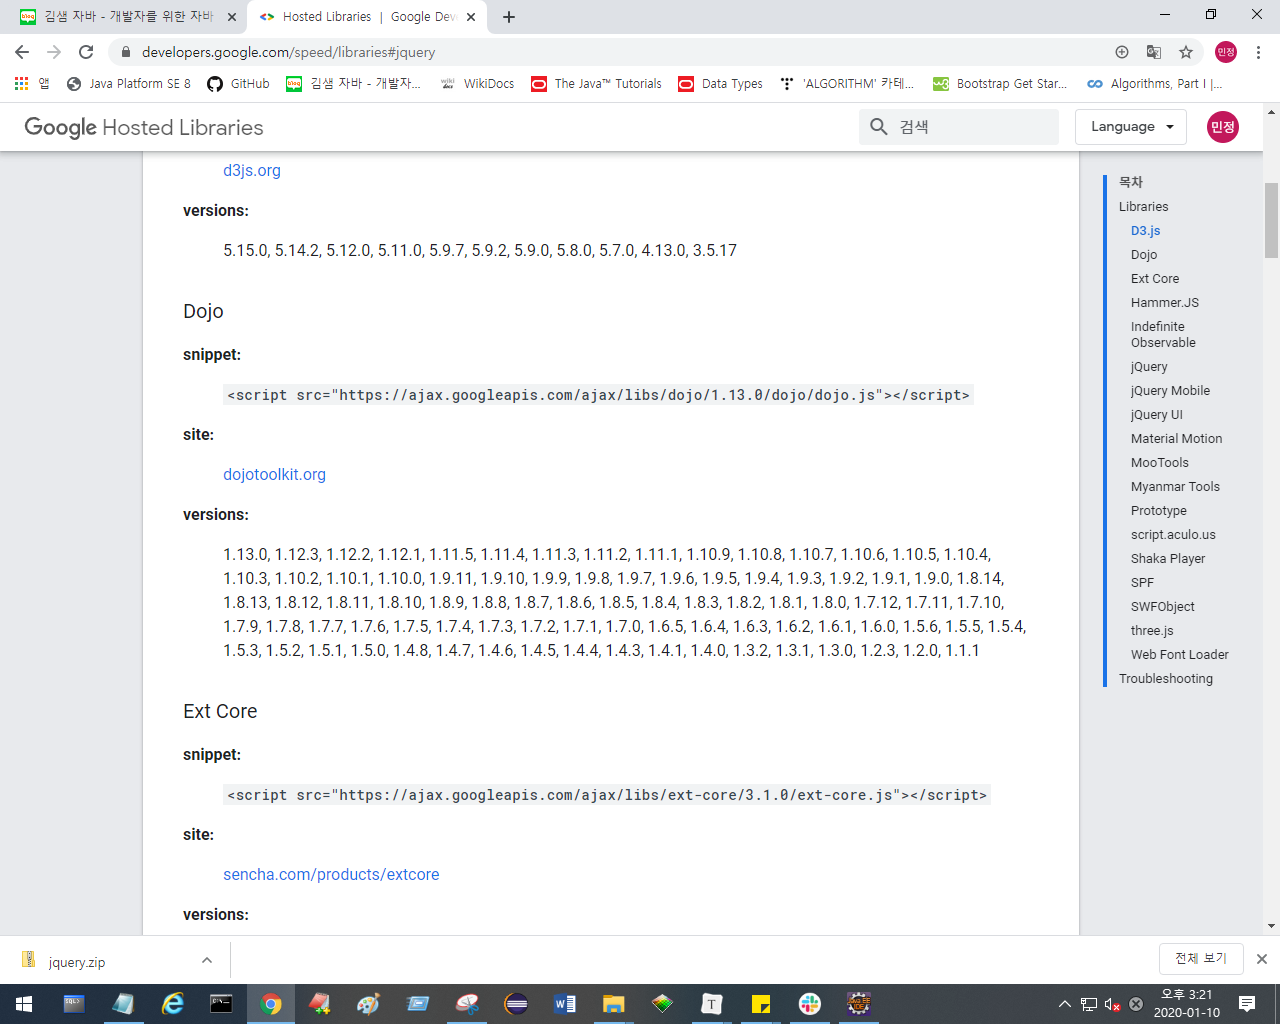 김샘 자바 - 개발자를 위한 자바
Hosted Libraries | Google Dev
developers.google.com/speed/libraries#jquery
민정
앱
Java Platform SE 8
GitHub
김샘 자바 - 개발자...
WikiDocs
The Java™ Tutorials
Data Types
'ALGORITHM' 카테...
Bootstrap Get Star...
Algorithms, Part I |...
Google Hosted Libraries
검색
Language
민정
d3js.org
versions:
5.15.0, 5.14.2, 5.12.0, 5.11.0, 5.9.7, 5.9.2, 5.9.0, 5.8.0, 5.7.0, 4.13.0, 3.5.17
Dojo
snippet:
<script src="https://ajax.googleapis.com/ajax/libs/dojo/1.13.0/dojo/dojo.js"></script>
site:
dojotoolkit.org
versions:
1.13.0, 1.12.3, 1.12.2, 1.12.1, 1.11.5, 1.11.4, 1.11.3, 1.11.2, 1.11.1, 1.10.9, 1.10.8, 1.10.7, 1.10.6, 1.10.5, 1.10.4,
1.10.3, 1.10.2, 1.10.1, 1.10.0, 1.9.11, 1.9.10, 1.9.9, 1.9.8, 1.9.7, 1.9.6, 1.9.5, 1.9.4, 1.9.3, 1.9.2, 1.9.1, 1.9.0, 1.8.14,
1.8.13, 1.8.12, 1.8.11, 1.8.10, 1.8.9, 1.8.8, 1.8.7, 1.8.6, 1.8.5, 1.8.4, 1.8.3, 1.8.2, 1.8.1, 1.8.0, 1.7.12, 1.7.11, 1.7.10,
1.7.9, 1.7.8, 1.7.7, 1.7.6, 1.7.5, 1.7.4, 1.7.3, 1.7.2, 1.7.1, 1.7.0, 1.6.5, 1.6.4, 1.6.3, 1.6.2, 1.6.1, 1.6.0, 1.5.6, 1.5.5, 1.5.4,
1.5.3, 1.5.2, 1.5.1, 1.5.0, 1.4.8, 1.4.7, 1.4.6, 1.4.5, 1.4.4, 1.4.3, 1.4.1, 1.4.0, 1.3.2, 1.3.1, 1.3.0, 1.2.3, 1.2.0, 1.1.1
Ext Core
snippet:
<script src="https://ajax.googleapis.com/ajax/libs/ext-core/3.1.0/ext-core.js"></script>
site:
sencha.com/products/extcore
versions:
목차
Libraries
D3.js
Dojo
Ext Core
Hammer.JS
Indefinite
Observable
jQuery
jQuery Mobile
jQuery UI
Material Motion
MooTools
Myanmar Tools
Prototype
script.aculo.us
Shaka Player
SPF
SWFObject
three.js
Web Font Loader
Troubleshooting
jquery.zip
전체 보기
오후 3:21
2020-01-10